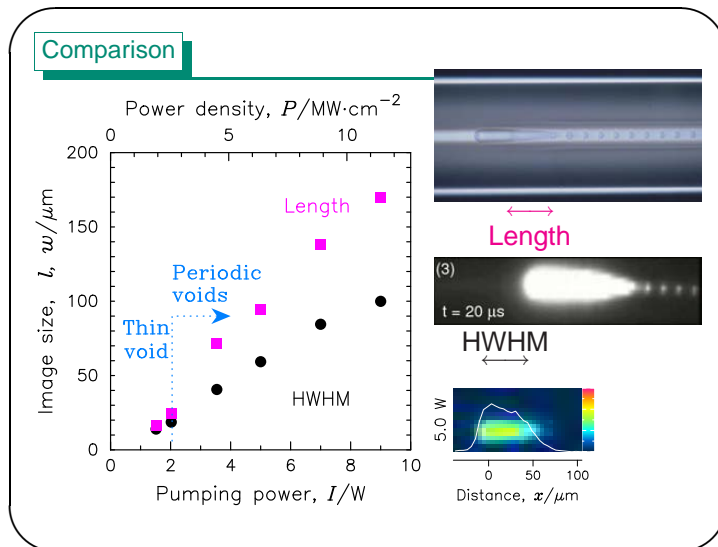 Comparison
Power density, P/MW·cm⁻²
0 5 10
200
150
100
50
0
Image size, l, w/μm
Length
Periodic
voids
Thin
void
HWHM
0 2 4 6 8 10
Pumping power, I/W
Length
(3)
t = 20 μs
HWHM
5.0 W
0 50 100
Distance, x/μm